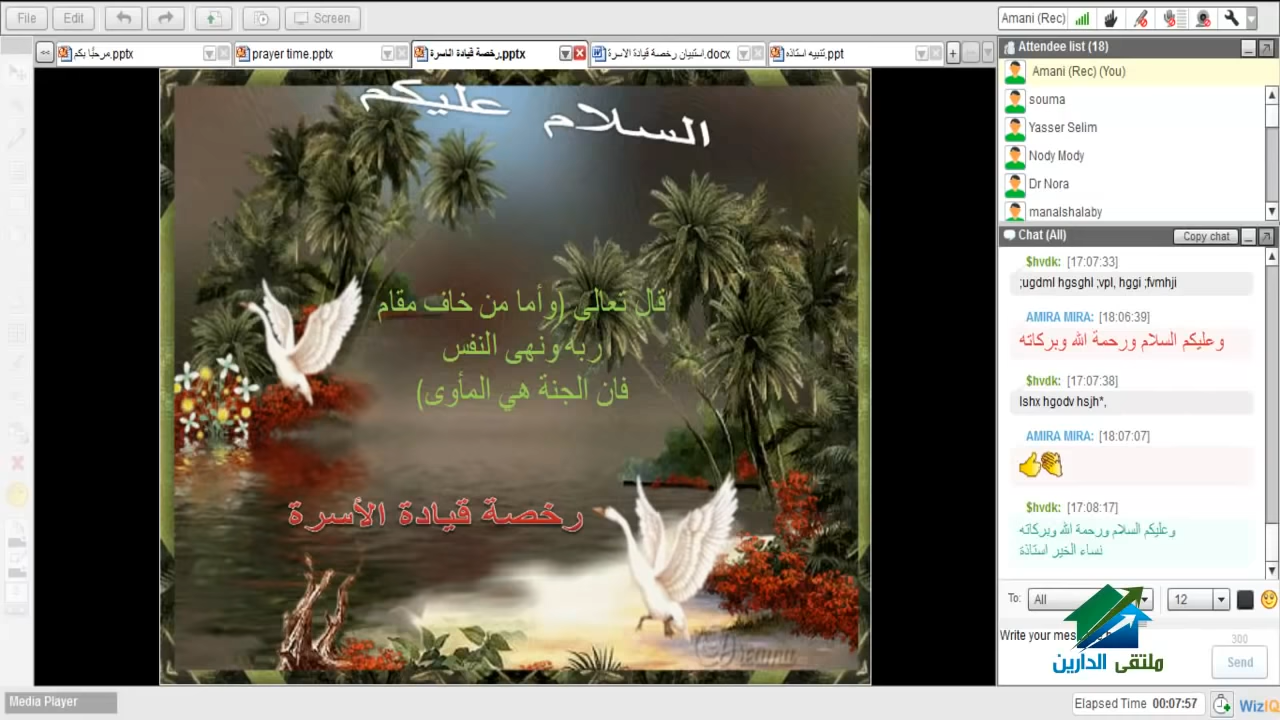 File
Edit
Screen
Amani (Rec)
<<
مرحبًا بكم.pptx
prayer time.pptx
رخصة قيادة الاسرة.pptx
استبيان رخصة قيادة الاسرة.docx
تنبيه استاذه.ppt
السلام عليكم
قال تعالى (وأما من خاف مقام
ربه ونهى النفس
فان الجنة هي المأوى)
رخصة قيادة الأسرة
©Dreama
Attendee list (18)
Amani (Rec) (You)
souma
Yasser Selim
Nody Mody
Dr Nora
manalshalaby
Chat (All)
Copy chat
$hvdk: [17:07:33]
;ugdml hgsghl ;vpl, hggi ;fvmhji
AMIRA MIRA: [18:06:39]
وعليكم السلام ورحمة الله وبركاته
$hvdk: [17:07:38]
lshx hgodv hsjh*,
AMIRA MIRA: [18:07:07]
$hvdk: [17:08:17]
وعليكم السلام ورحمة الله وبركاته
نساء الخير استاذة
To:
All
12
Write your mes
300
Send
ملتقى الدارين
Media Player
Elapsed Time 00:07:57
WizIQ